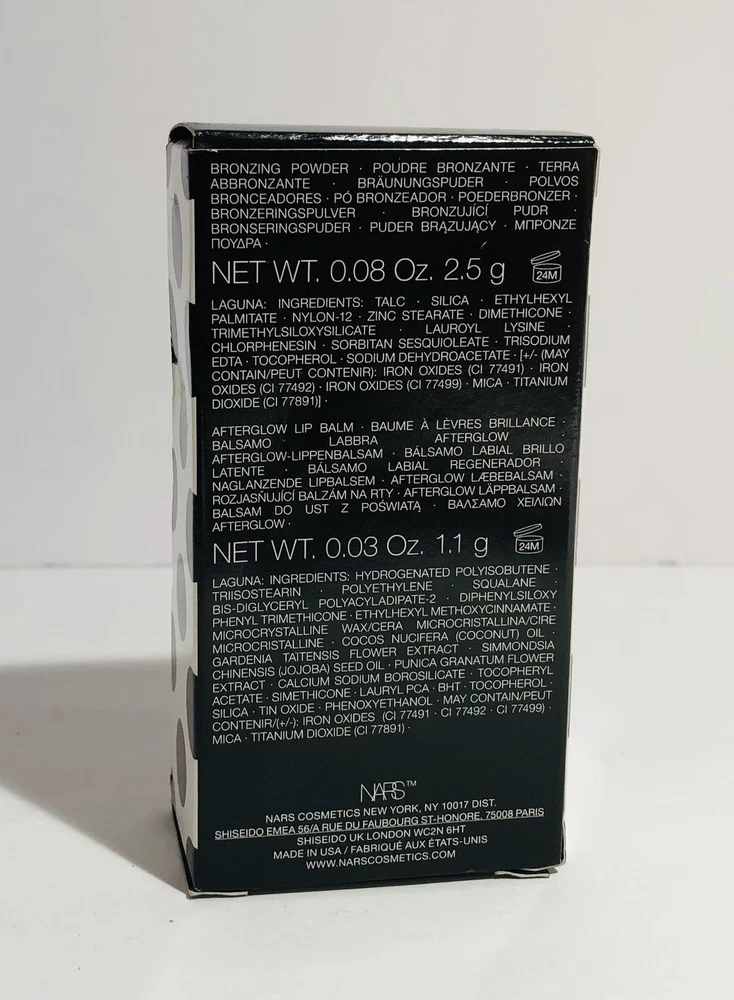 BRONZING POWDER · POUDRE BRONZANTE · TERRA
ABBRONZANTE · BRÄUNUNGSPUDER · POLVOS
BRONCEADORES · PÓ BRONZEADOR · POEDERBRONZER ·
BRONZERINGSPULVER · BRONZUJÍCÍ PUDR ·
BRONSERINGSPUDER · PUDER BRĄZUJĄCY · ΜΠΡΟΝΖΕ
ΠΟΥΔΡΑ ·
NET WT. 0.08 Oz. 2.5 g
24M
LAGUNA: INGREDIENTS: TALC · SILICA · ETHYLHEXYL
PALMITATE · NYLON-12 · ZINC STEARATE · DIMETHICONE ·
TRIMETHYLSILOXYSILICATE · LAUROYL LYSINE ·
CHLORPHENESIN · SORBITAN SESQUIOLEATE · TRISODIUM
EDTA · TOCOPHEROL · SODIUM DEHYDROACETATE · [+/- (MAY
CONTAIN/PEUT CONTENIR): IRON OXIDES (CI 77491) · IRON
OXIDES (CI 77492) · IRON OXIDES (CI 77499) · MICA · TITANIUM
DIOXIDE (CI 77891)] ·
AFTERGLOW LIP BALM · BAUME À LÈVRES BRILLANCE ·
BALSAMO LABBRA AFTERGLOW ·
AFTERGLOW-LIPPENBALSAM · BÁLSAMO LABIAL BRILLO
LATENTE · BÁLSAMO LABIAL REGENERADOR ·
NAGLANZENDE LIPBALSEM · AFTERGLOW LÆBEBALSAM ·
ROZJASŇUJÍCÍ BALZÁM NA RTY · AFTERGLOW LÄPPBALSAM ·
BALSAM DO UST Z POŚWIATĄ · ΒΑΛΣΑΜΟ ΧΕΙΛΙΩΝ
AFTERGLOW ·
NET WT. 0.03 Oz. 1.1 g
24M
LAGUNA: INGREDIENTS: HYDROGENATED POLYISOBUTENE ·
TRIISOSTEARIN · POLYETHYLENE · SQUALANE ·
BIS-DIGLYCERYL POLYACYLADIPATE-2 · DIPHENYLSILOXY
PHENYL TRIMETHICONE · ETHYLHEXYL METHOXYCINNAMATE ·
MICROCRYSTALLINE WAX/CERA MICROCRISTALLINA/CIRE
MICROCRISTALLINE · COCOS NUCIFERA (COCONUT) OIL ·
GARDENIA TAITENSIS FLOWER EXTRACT · SIMMONDSIA
CHINENSIS (JOJOBA) SEED OIL · PUNICA GRANATUM FLOWER
EXTRACT · CALCIUM SODIUM BOROSILICATE · TOCOPHERYL
ACETATE · SIMETHICONE · LAURYL PCA · BHT · TOCOPHEROL ·
SILICA · TIN OXIDE · PHENOXYETHANOL · MAY CONTAIN/PEUT
CONTENIR/(+/-): IRON OXIDES (CI 77491 · CI 77492 · CI 77499) ·
MICA · TITANIUM DIOXIDE (CI 77891) ·
NARS™
NARS COSMETICS NEW YORK, NY 10017 DIST.
SHISEIDO EMEA 56/A RUE DU FAUBOURG ST-HONORE, 75008 PARIS
SHISEIDO UK LONDON WC2N 6HT
MADE IN USA / FABRIQUÉ AUX ÉTATS-UNIS
WWW.NARSCOSMETICS.COM